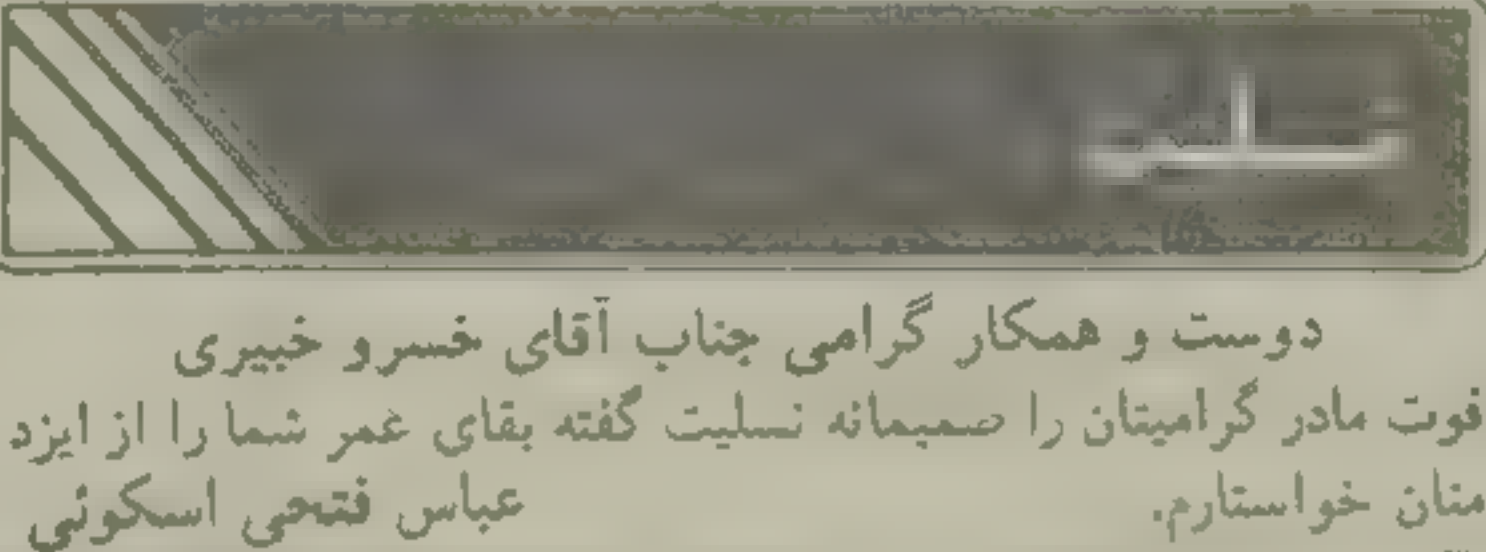 تسلیت
دوست و همکار گرامی جناب آقای خسرو خبیری
فوت مادر گرامیتان را صمیمانه تسلیت گفته بقای عمر شما را از ایزد
منان خواستارم. عباس فتحی اسکوئی